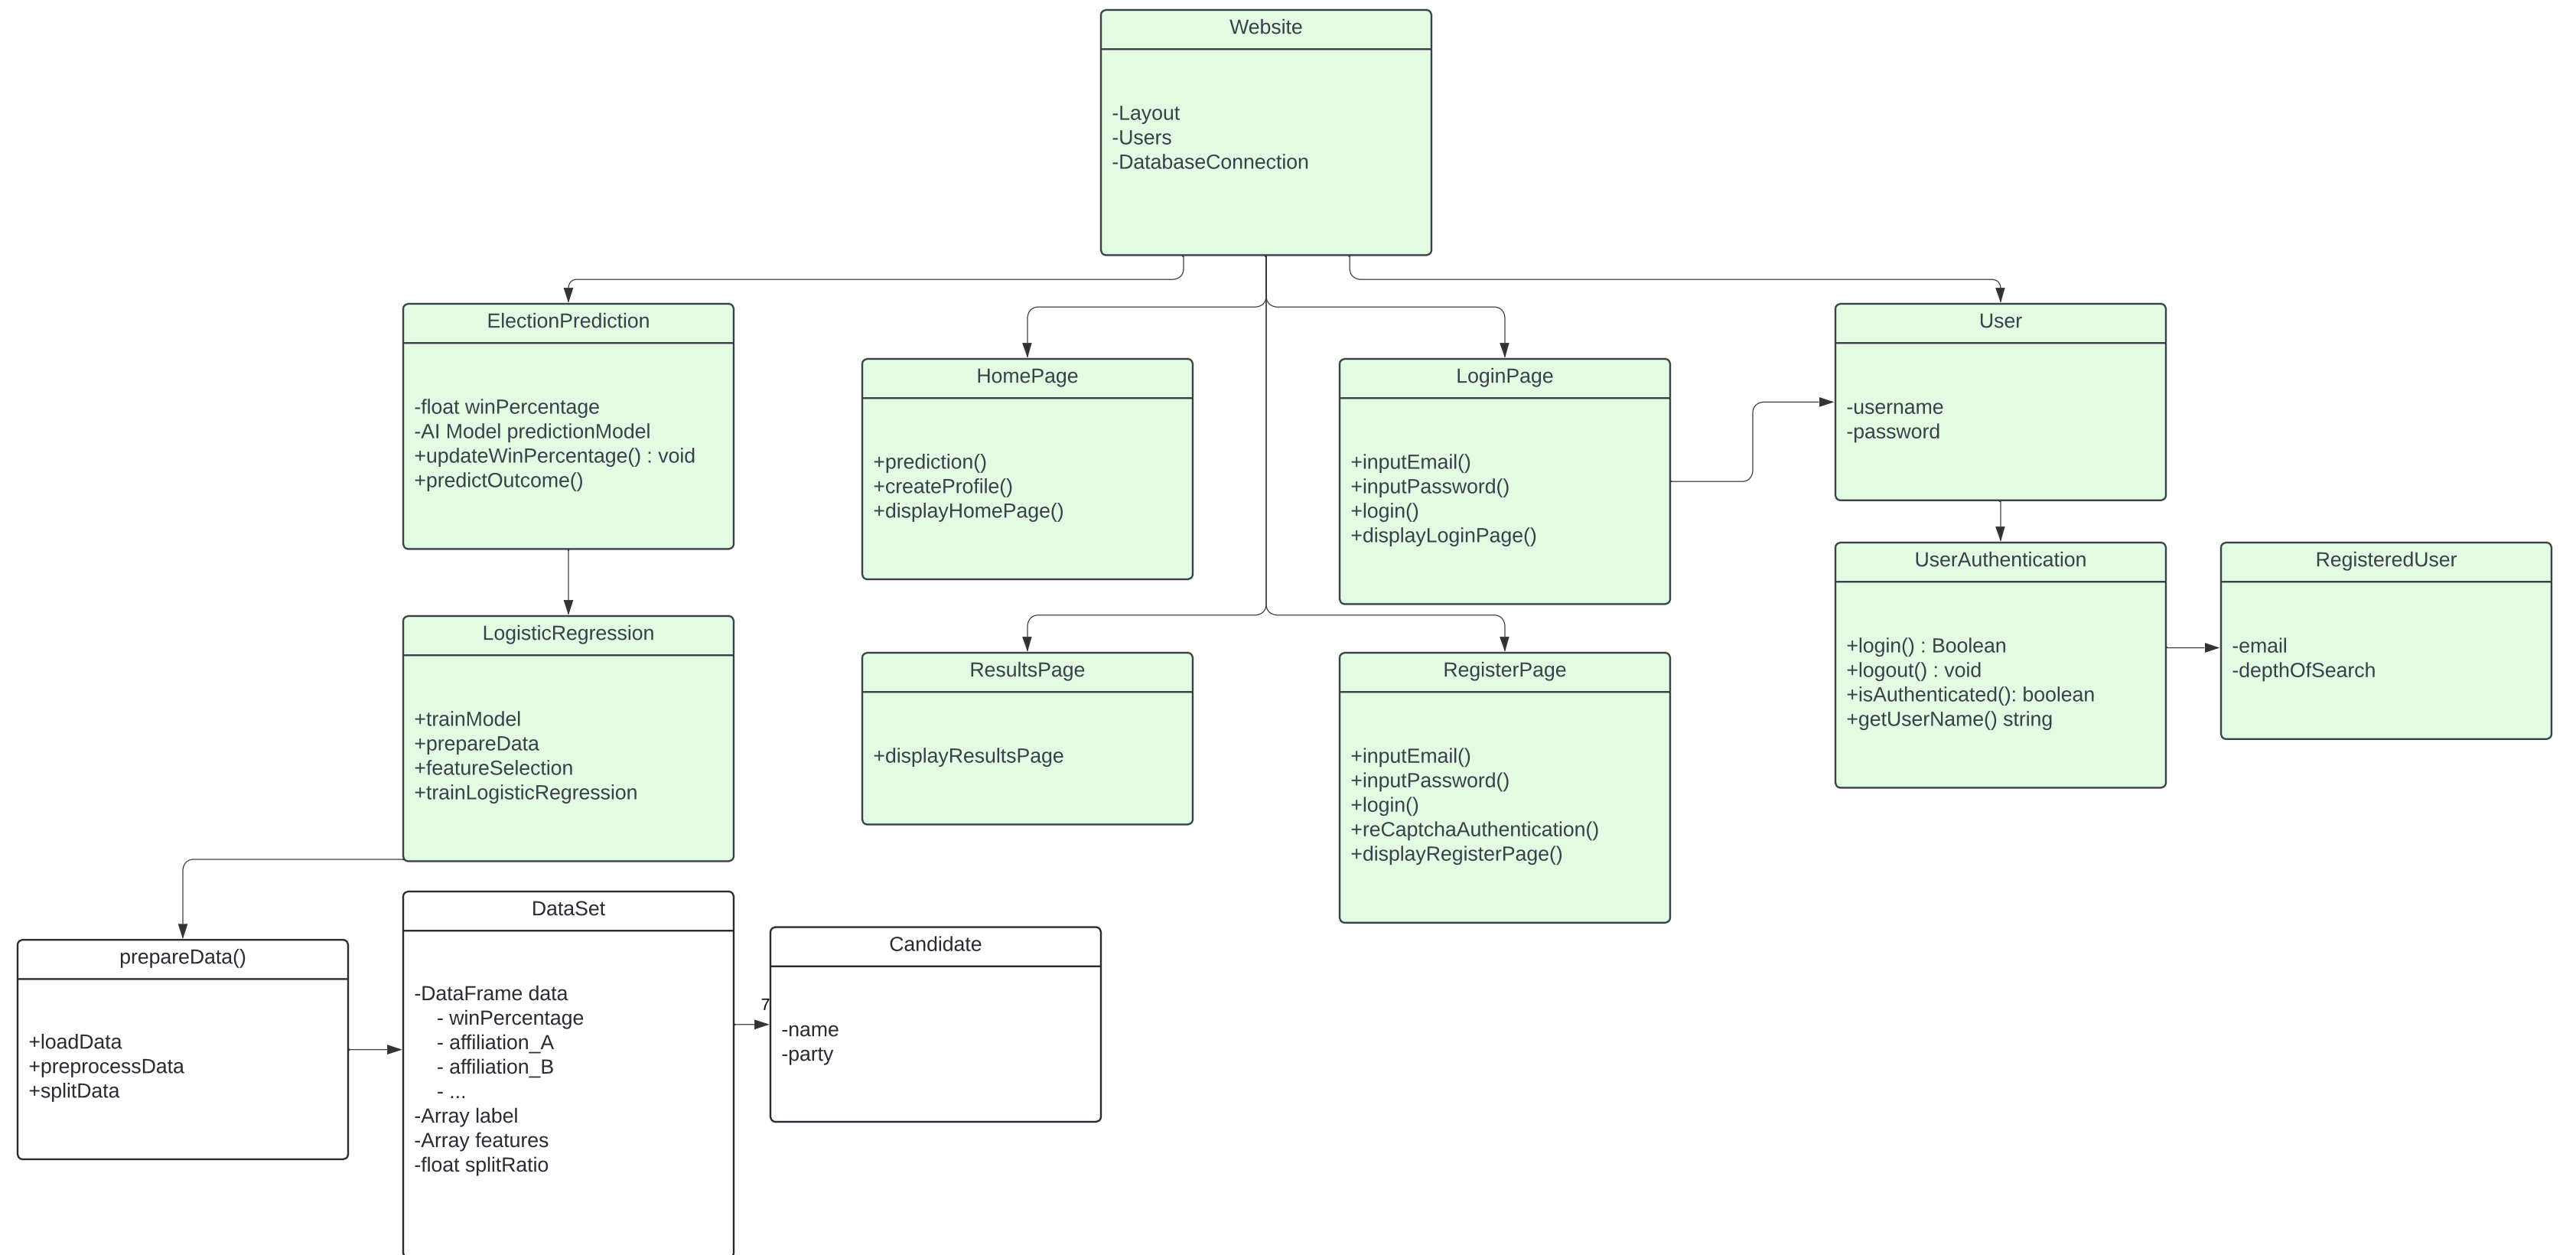 Website
-Layout
-Users
-DatabaseConnection
ElectionPrediction
-float winPercentage
-AI Model predictionModel
+updateWinPercentage() : void
+predictOutcome()
HomePage
+prediction()
+createProfile()
+displayHomePage()
LoginPage
+inputEmail()
+inputPassword()
+login()
+displayLoginPage()
User
-username
-password
UserAuthentication
+login() : Boolean
+logout() : void
+isAuthenticated(): boolean
+getUserName() string
RegisteredUser
-email
-depthOfSearch
LogisticRegression
+trainModel
+prepareData
+featureSelection
+trainLogisticRegression
ResultsPage
+displayResultsPage
RegisterPage
+inputEmail()
+inputPassword()
+login()
+reCaptchaAuthentication()
+displayRegisterPage()
prepareData()
+loadData
+preprocessData
+splitData
DataSet
-DataFrame data
- winPercentage
- affiliation_A
- affiliation_B
- ...
-Array label
-Array features
-float splitRatio
7
Candidate
-name
-party